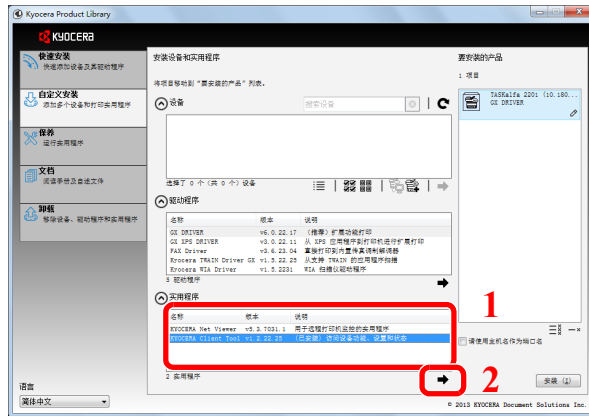 Kyocera Product Library
KYOCERA
快速安装
快速添加设备及其驱动程序
自定义安装
添加多个设备和打印实用程序
保养
运行实用程序
文档
阅读手册及自述文件
卸载
移除设备、驱动程序和实用程序
语言
简体中文
安装设备和实用程序
将项目移动到“要安装的产品”列表。
设备
搜索设备
选择了 0 个（共 0 个）设备
驱动程序
名称 版本 说明
GX DRIVER v6.0.22.17 （推荐）扩展功能打印
GX XPS DRIVER v3.0.22.11 从 XPS 应用程序到打印机进行扩展打印
FAX Driver v3.6.23.04 直接打印到内置传真调制解调器
Kyocera TWAIN Driver GX v1.5.22.25 从支持 TWAIN 的应用程序扫描
Kyocera WIA Driver v1.5.2231 WIA 扫描仪驱动程序
5 驱动程序
实用程序
名称 版本 说明
KYOCERA Net Viewer v5.3.7031.1 用于远程打印机监控的实用程序
KYOCERA Client Tool v1.2.22.25 （已安装）访问设备功能、设置和状态
2 实用程序
1
2
要安装的产品
1 项目
TASKalfa 2201 (10.180...
GX DRIVER
请使用主机名作为端口名
安装 (I)
© 2013 KYOCERA Document Solutions Inc.